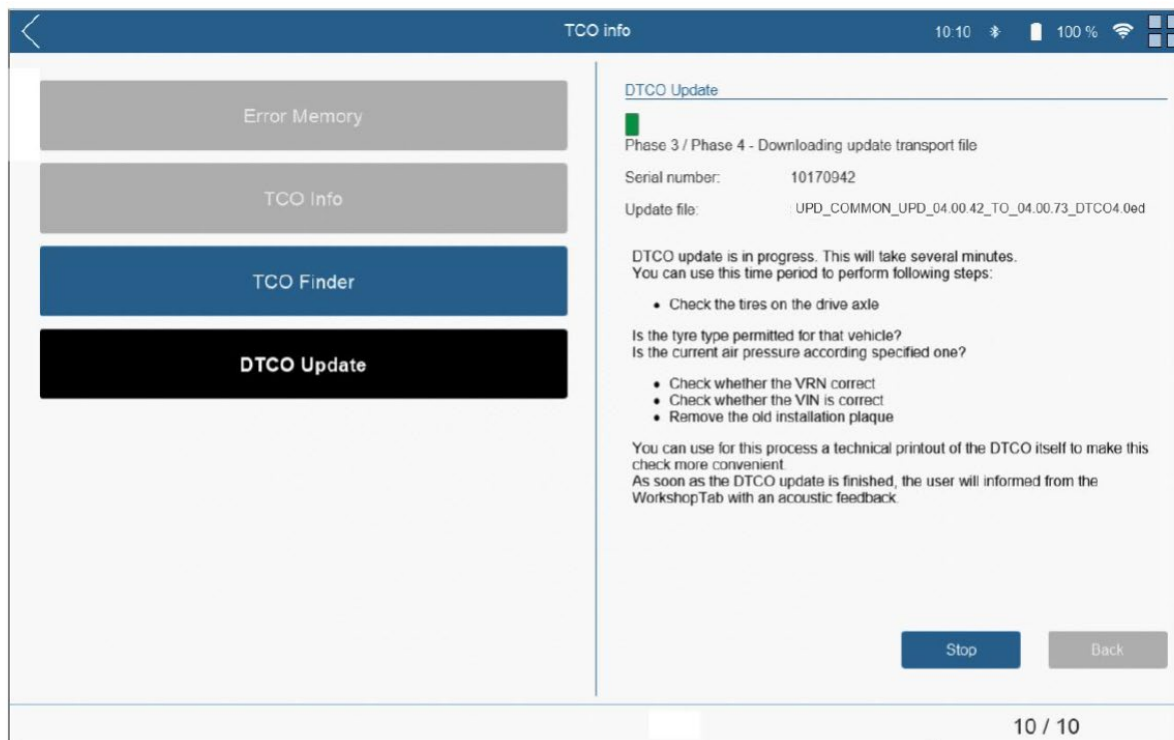 TCO info
10:10
100 %
Error Memory
TCO Info
TCO Finder
DTCO Update
DTCO Update
Phase 3 / Phase 4 - Downloading update transport file
Serial number: 10170942
Update file: UPD_COMMON_UPD_04.00.42_TO_04.00.73_DTCO4.0ed
DTCO update is in progress. This will take several minutes.
You can use this time period to perform following steps:
• Check the tires on the drive axle
Is the tyre type permitted for that vehicle?
Is the current air pressure according specified one?
• Check whether the VRN correct
• Check whether the VIN is correct
• Remove the old installation plaque
You can use for this process a technical printout of the DTCO itself to make this
check more convenient.
As soon as the DTCO update is finished, the user will informed from the
WorkshopTab with an acoustic feedback.
Stop
Back
10 / 10